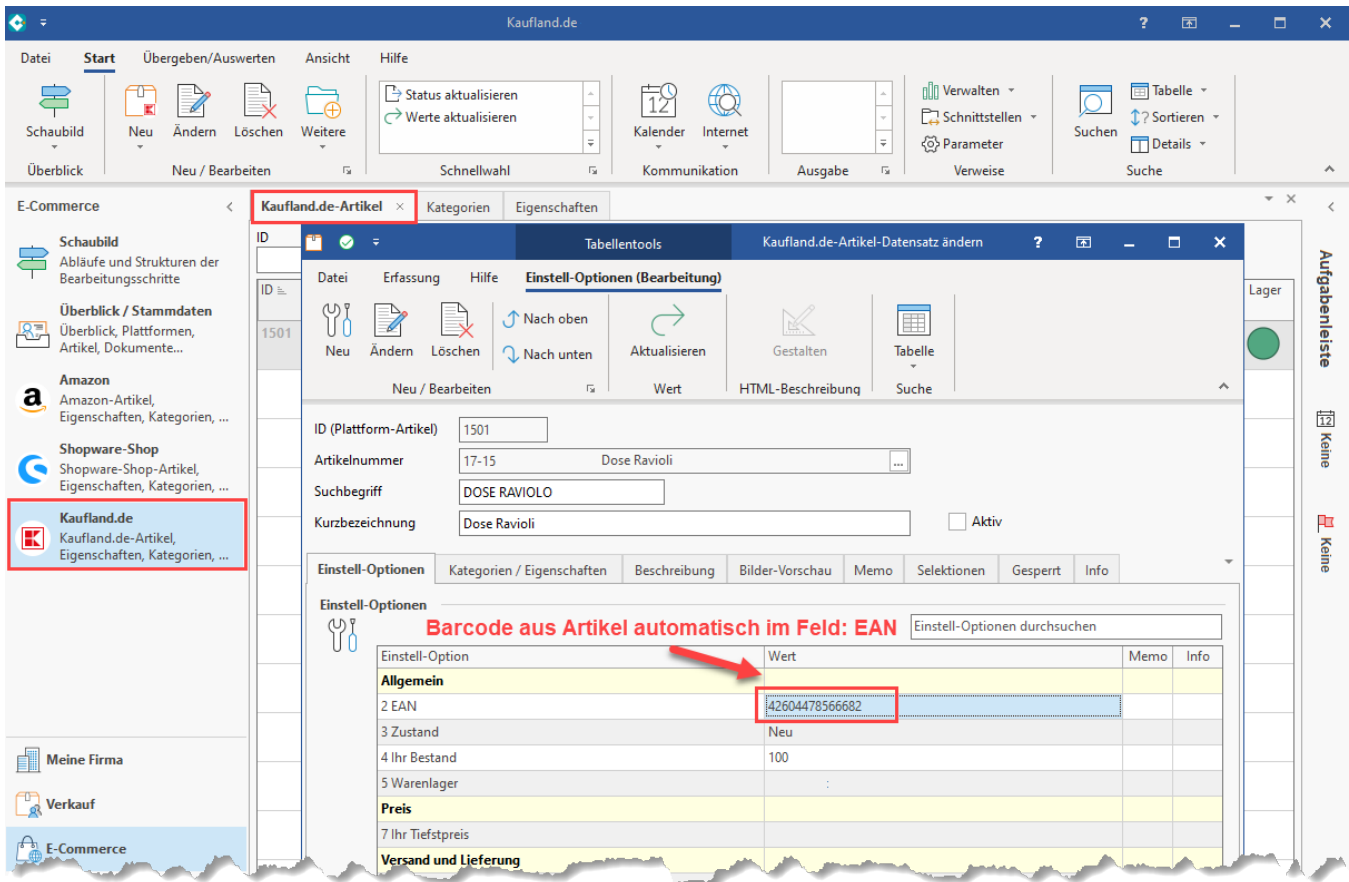 Kaufland.de
?
Datei Start Übergeben/Auswerten Ansicht Hilfe
Schaubild
Neu Ändern Löschen Weitere
Status aktualisieren
Werte aktualisieren
12
Kalender Internet
Verwalten
Schnittstellen
Parameter
Suchen
Tabelle
Sortieren
Details
Überblick Neu / Bearbeiten Schnellwahl Kommunikation Ausgabe Verweise Suche
E-Commerce
Schaubild
Abläufe und Strukturen der
Bearbeitungsschritte
Überblick / Stammdaten
Überblick, Plattformen,
Artikel, Dokumente...
Amazon
Amazon-Artikel,
Eigenschaften, Kategorien, ...
Shopware-Shop
Shopware-Shop-Artikel,
Eigenschaften, Kategorien, ...
Kaufland.de
Kaufland.de-Artikel,
Eigenschaften, Kategorien, ...
Meine Firma
Verkauf
E-Commerce
Kaufland.de-Artikel Kategorien Eigenschaften
ID
ID
1501
Lager
Tabellentools Kaufland.de-Artikel-Datensatz ändern ?
Datei Erfassung Hilfe Einstell-Optionen (Bearbeitung)
Neu Ändern Löschen
Nach oben
Nach unten
Aktualisieren
Gestalten
Tabelle
Neu / Bearbeiten Wert HTML-Beschreibung Suche
ID (Plattform-Artikel) 1501
Artikelnummer 17-15 Dose Ravioli ...
Suchbegriff DOSE RAVIOLO
Kurzbezeichnung Dose Ravioli Aktiv
Einstell-Optionen Kategorien / Eigenschaften Beschreibung Bilder-Vorschau Memo Selektionen Gesperrt Info
Einstell-Optionen
Barcode aus Artikel automatisch im Feld: EAN
Einstell-Optionen durchsuchen
Einstell-Option Wert Memo Info
Allgemein
2 EAN 42604478566682
3 Zustand Neu
4 Ihr Bestand 100
5 Warenlager :
Preis
7 Ihr Tiefstpreis
Versand und Lieferung
Aufgabenleiste
12
Keine
Keine